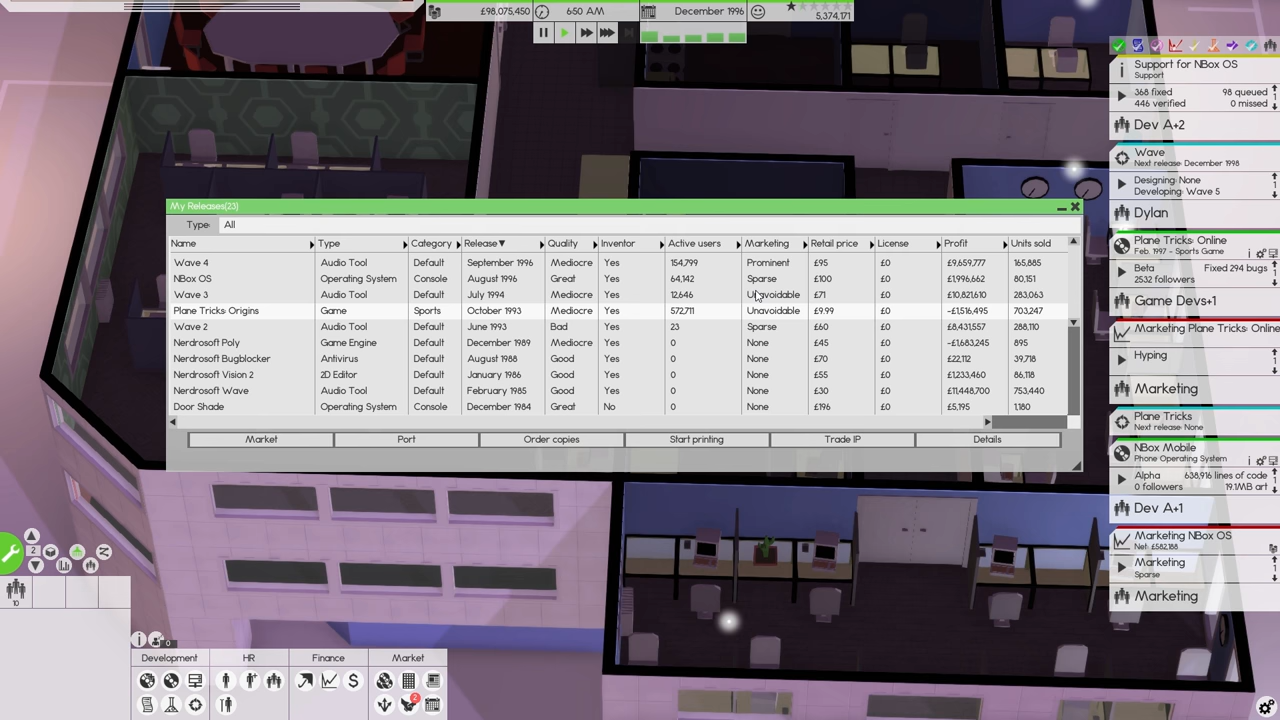 £98,075,450
6:50 AM
December 1996
5,374,171
My Releases(23)
Type: All
Name Type Category Release▼ Quality Inventor Active users Marketing Retail price License Profit Units sold
Wave 4 Audio Tool Default September 1996 Mediocre Yes 154,799 Prominent £95 £0 £9,659,777 165,885
NBox OS Operating System Console August 1996 Great Yes 64,142 Sparse £100 £0 £1,996,662 80,151
Wave 3 Audio Tool Default July 1994 Mediocre Yes 12,646 Unavoidable £71 £0 £10,821,610 283,063
Plane Tricks: Origins Game Sports October 1993 Mediocre Yes 572,711 Unavoidable £9.99 £0 -£1,516,495 703,247
Wave 2 Audio Tool Default June 1993 Bad Yes 23 Sparse £60 £0 £8,431,557 288,110
Nerdrosoft Poly Game Engine Default December 1989 Mediocre Yes 0 None £45 £0 -£1,683,245 895
Nerdrosoft Bugblocker Antivirus Default August 1988 Good Yes 0 None £70 £0 £22,112 39,718
Nerdrosoft Vision 2 2D Editor Default January 1986 Good Yes 0 None £55 £0 £1,233,460 86,118
Nerdrosoft Wave Audio Tool Default February 1985 Good Yes 0 None £30 £0 £11,448,700 753,440
Door Shade Operating System Console December 1984 Great No 0 None £196 £0 £5,195 1,180
Market Port Order copies Start printing Trade IP Details
Support for NBox OS
Support
368 fixed 98 queued
446 verified 0 missed
1
Dev A+2
Wave
Next release: December 1998
Designing: None
Developing: Wave 5
1
Dylan
Plane Tricks: Online
Feb. 1997 - Sports Game
Beta Fixed 294 bugs
2532 followers
1
Game Devs+1
Marketing Plane Tricks: Online
Hyping
1
Marketing
Plane Tricks
Next release: None
NBox Mobile
Phone Operating System
Alpha 638,916 lines of code
0 followers 19.1MB art
1
Dev A+1
Marketing NBox OS
Net: £582,188
Marketing
Sparse
1
Marketing
2
10
0
Development HR Finance Market
2